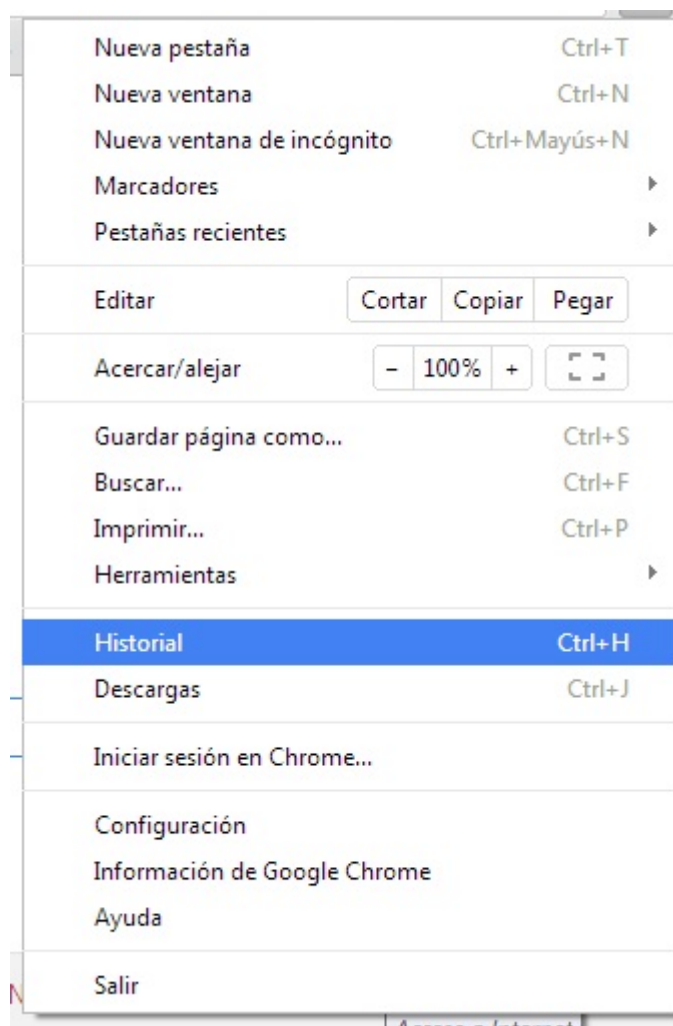 Nueva pestaña Ctrl+T
Nueva ventana Ctrl+N
Nueva ventana de incógnito Ctrl+Mayús+N
Marcadores
Pestañas recientes
Editar Cortar Copiar Pegar
Acercar/alejar - 100% +
Guardar página como... Ctrl+S
Buscar... Ctrl+F
Imprimir... Ctrl+P
Herramientas
Historial Ctrl+H
Descargas Ctrl+J
Iniciar sesión en Chrome...
Configuración
Información de Google Chrome
Ayuda
Salir